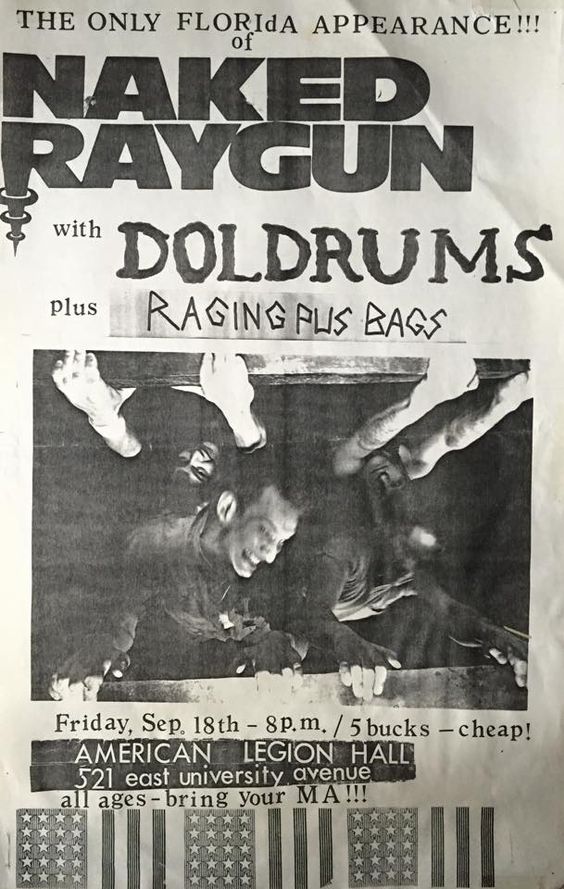 THE ONLY FLORIdA APPEARANCE!!!
of
NAKED
RAYGUN
with DOLDRUMS
plus RAGING PUS BAGS
Friday, Sep. 18th - 8p.m. / 5 bucks - cheap!
AMERICAN LEGION HALL
521 east university avenue
all ages - bring your MA!!!